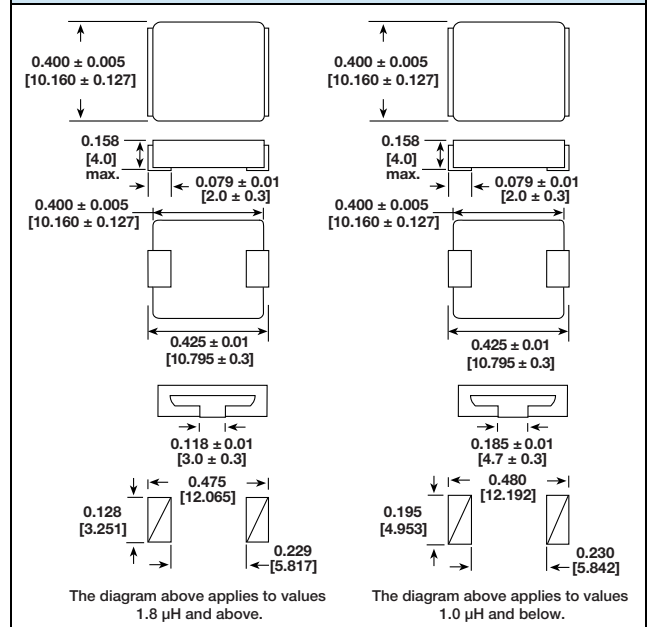 0.400 ± 0.005
[10.160 ± 0.127]
0.158
[4.0]
max.
0.079 ± 0.01
[2.0 ± 0.3]
0.400 ± 0.005
[10.160 ± 0.127]
0.425 ± 0.01
[10.795 ± 0.3]
0.118 ± 0.01
[3.0 ± 0.3]
0.475
[12.065]
0.128
[3.251]
0.229
[5.817]
The diagram above applies to values
1.8 µH and above.
0.400 ± 0.005
[10.160 ± 0.127]
0.158
[4.0]
max.
0.079 ± 0.01
[2.0 ± 0.3]
0.400 ± 0.005
[10.160 ± 0.127]
0.425 ± 0.01
[10.795 ± 0.3]
0.185 ± 0.01
[4.7 ± 0.3]
0.480
[12.192]
0.195
[4.953]
0.230
[5.842]
The diagram above applies to values
1.0 µH and below.